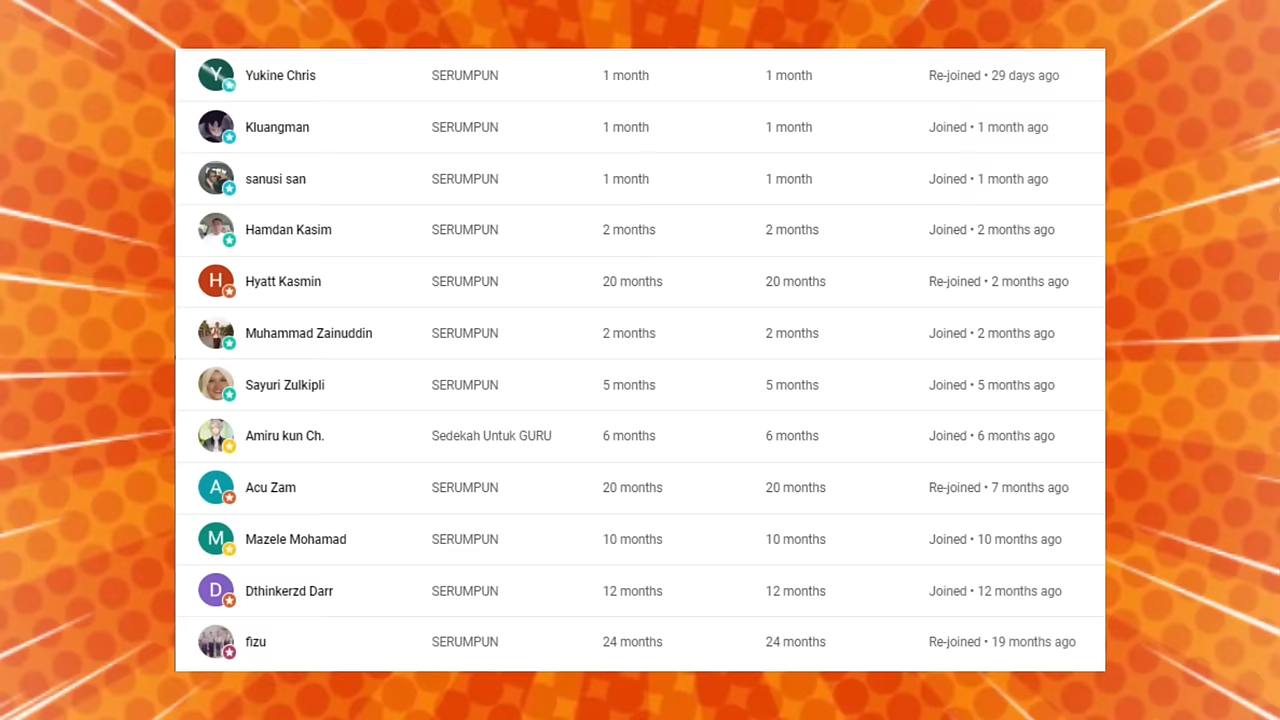 Y Yukine Chris SERUMPUN 1 month 1 month Re-joined • 29 days ago
Kluangman SERUMPUN 1 month 1 month Joined • 1 month ago
sanusi san SERUMPUN 1 month 1 month Joined • 1 month ago
Hamdan Kasim SERUMPUN 2 months 2 months Joined • 2 months ago
H Hyatt Kasmin SERUMPUN 20 months 20 months Re-joined • 2 months ago
Muhammad Zainuddin SERUMPUN 2 months 2 months Joined • 2 months ago
Sayuri Zulkipli SERUMPUN 5 months 5 months Joined • 5 months ago
Amiru kun Ch. Sedekah Untuk GURU 6 months 6 months Joined • 6 months ago
A Acu Zam SERUMPUN 20 months 20 months Re-joined • 7 months ago
M Mazele Mohamad SERUMPUN 10 months 10 months Joined • 10 months ago
D Dthinkerzd Darr SERUMPUN 12 months 12 months Joined • 12 months ago
fizu SERUMPUN 24 months 24 months Re-joined • 19 months ago